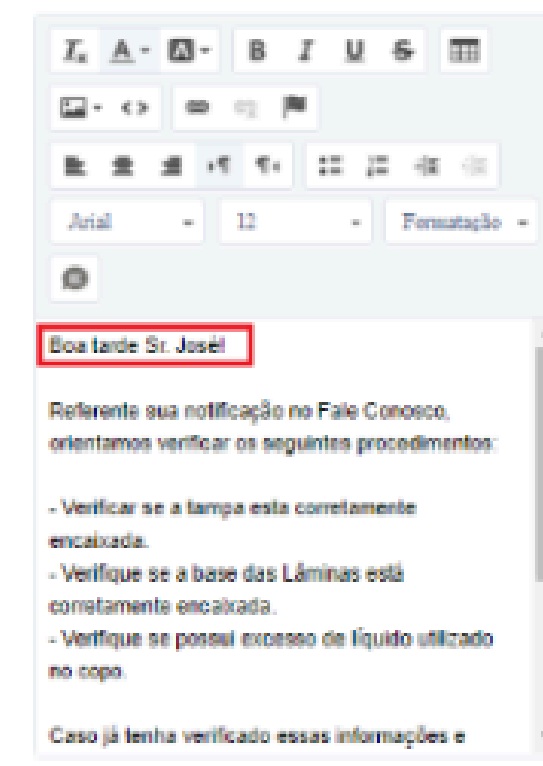 Arial
12
Formatação
Boa tarde Sr. José!
Referente sua notificação no Fale Conosco,
orientamos verificar os seguintes procedimentos:
- Verificar se a tampa esta corretamente
encaixada.
- Verifique se a base das Lâminas está
corretamente encaixada.
- Verifique se possui excesso de líquido utilizado
no copo.
Caso já tenha verificado essas informações e